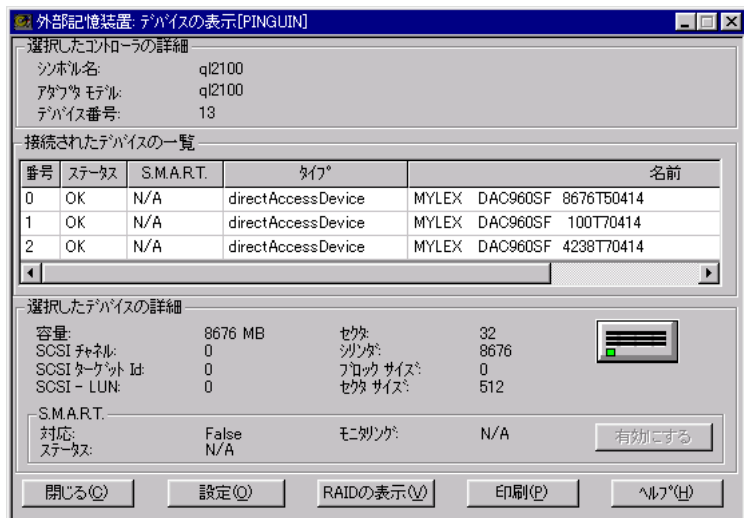 外部記憶装置: ﾃﾞﾊﾞｲｽの表示[PINGUIN]
選択したｺﾝﾄﾛｰﾗの詳細
ｼﾝﾎﾞﾙ名: ql2100
ｱﾀﾞﾌﾟﾀ ﾓﾃﾞﾙ: ql2100
ﾃﾞﾊﾞｲｽ番号: 13
接続されたﾃﾞﾊﾞｲｽの一覧
番号 ｽﾃｰﾀｽ S.M.A.R.T. ﾀｲﾌﾟ 名前
0 OK N/A directAccessDevice MYLEX DAC960SF 8676T50414
1 OK N/A directAccessDevice MYLEX DAC960SF 100T70414
2 OK N/A directAccessDevice MYLEX DAC960SF 4238T70414
選択したﾃﾞﾊﾞｲｽの詳細
容量: 8676 MB ｾｸﾀ: 32
SCSI ﾁｬﾈﾙ: 0 ｼﾘﾝﾀﾞ: 8676
SCSI ﾀｰｹﾞｯﾄ Id: 0 ﾌﾞﾛｯｸ ｻｲｽﾞ: 0
SCSI - LUN: 0 ｾｸﾀ ｻｲｽﾞ: 512
S.M.A.R.T.
対応: False ﾓﾆﾀﾘﾝｸﾞ: N/A 有効にする
ｽﾃｰﾀｽ: N/A
閉じる(C) 設定(O) RAIDの表示(V) 印刷(P) ﾍﾙﾌﾟ(H)